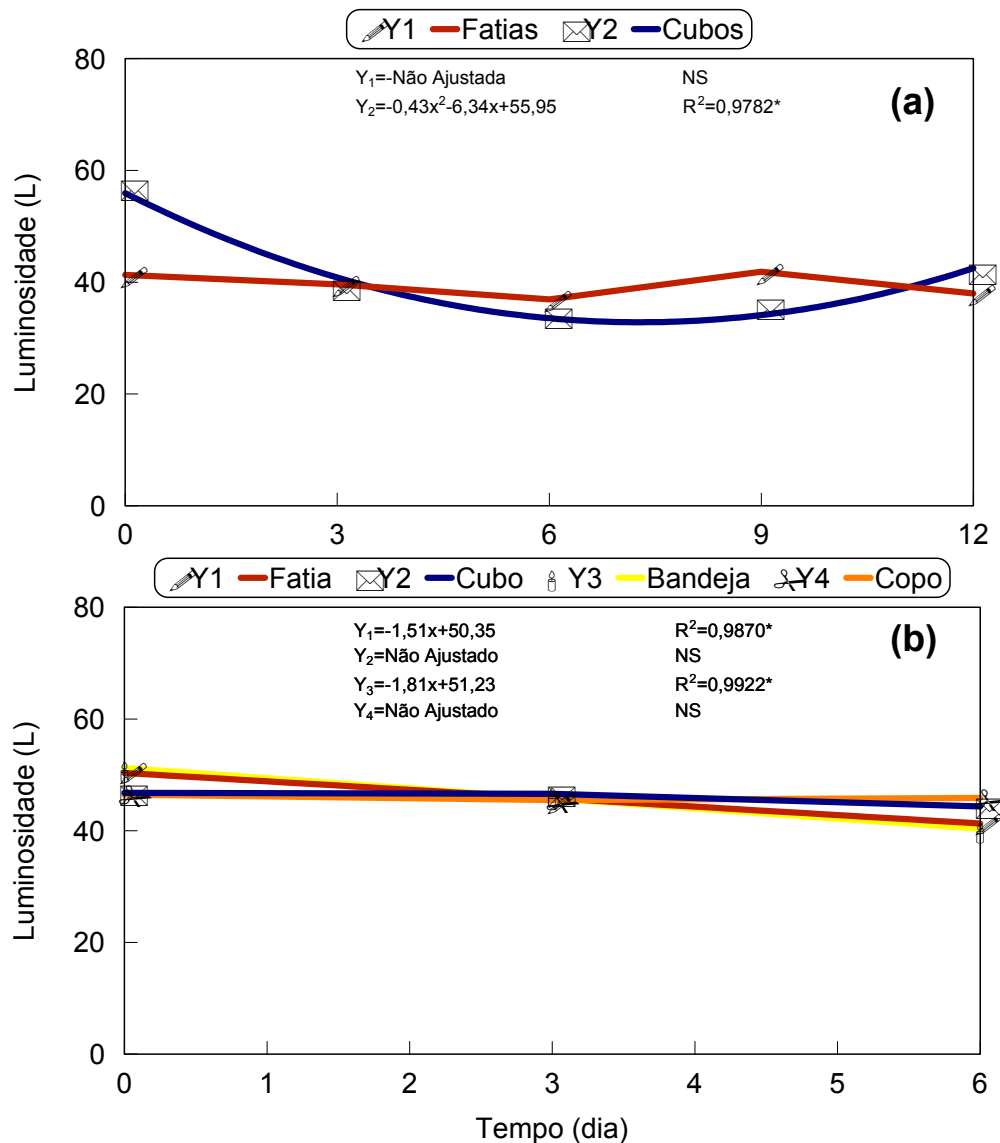 Y1 Fatias Y2 Cubos
80
Y₁=-Não Ajustada NS
Y₂=-0,43x²-6,34x+55,95 R²=0,9782*
(a)
60
40
20
0
Luminosidade (L)
0 3 6 9 12
Y1 Fatia Y2 Cubo Y3 Bandeja Y4 Copo
80
Y₁=-1,51x+50,35 R²=0,9870*
Y₂=Não Ajustado NS
Y₃=-1,81x+51,23 R²=0,9922*
Y₄=Não Ajustado NS
(b)
60
40
20
0
Luminosidade (L)
0 1 2 3 4 5 6
Tempo (dia)